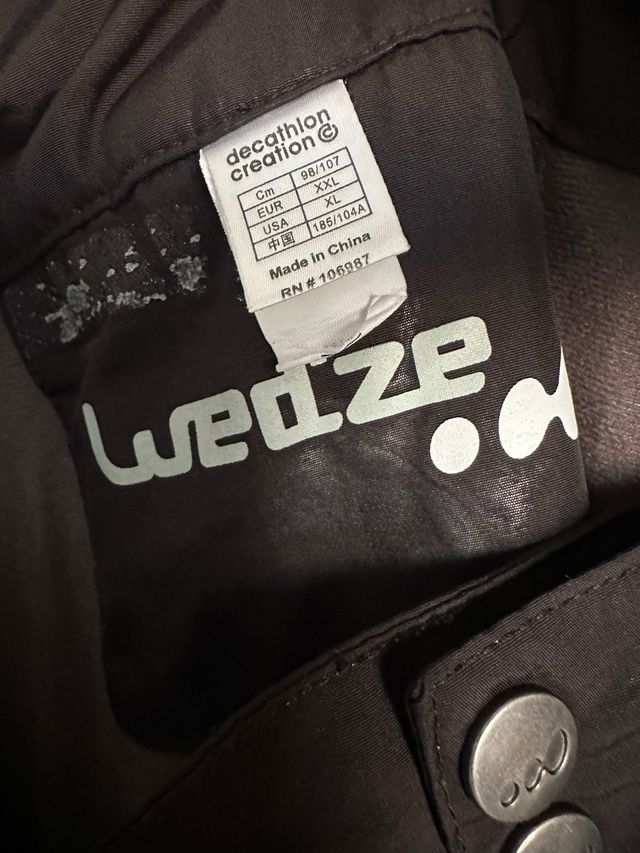 decathlon
creation
Cm 98/107
EUR XXL
USA XL
中国 185/104A
Made in China
RN # 106987
wedze